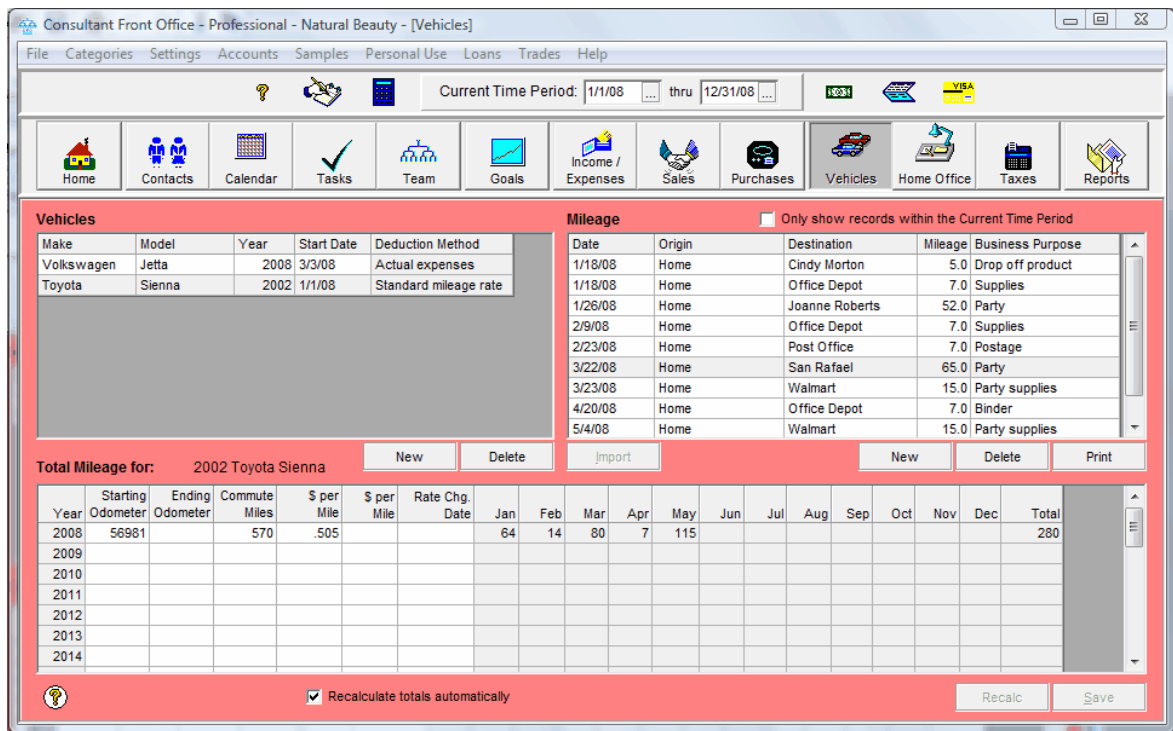 Consultant Front Office - Professional - Natural Beauty - [Vehicles]
File Categories Settings Accounts Samples Personal Use Loans Trades Help
? Current Time Period: 1/1/08 ... thru 12/31/08 ... VISA
Home Contacts Calendar Tasks Team Goals Income / Expenses Sales Purchases Vehicles Home Office Taxes Reports
Vehicles
Make Model Year Start Date Deduction Method
Volkswagen Jetta 2008 3/3/08 Actual expenses
Toyota Sienna 2002 1/1/08 Standard mileage rate
Mileage Only show records within the Current Time Period
Date Origin Destination Mileage Business Purpose
1/18/08 Home Cindy Morton 5.0 Drop off product
1/18/08 Home Office Depot 7.0 Supplies
1/26/08 Home Joanne Roberts 52.0 Party
2/9/08 Home Office Depot 7.0 Supplies
2/23/08 Home Post Office 7.0 Postage
3/22/08 Home San Rafael 65.0 Party
3/23/08 Home Walmart 15.0 Party supplies
4/20/08 Home Office Depot 7.0 Binder
5/4/08 Home Walmart 15.0 Party supplies
New Delete Import New Delete Print
Total Mileage for: 2002 Toyota Sienna
Year Starting Odometer Ending Odometer Commute Miles $ per Mile $ per Mile Rate Chg. Date Jan Feb Mar Apr May Jun Jul Aug Sep Oct Nov Dec Total
2008 56981 570 .505 64 14 80 7 115 280
2009
2010
2011
2012
2013
2014
? Recalculate totals automatically Recalc Save